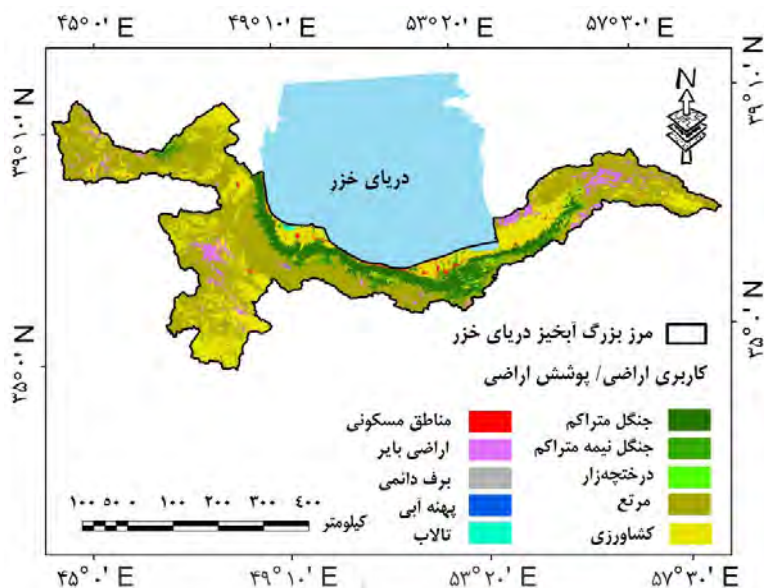 ۴۵°۰' E ۴۹°۱۰' E ۵۳°۲۰' E ۵۷°۳۰' E
۳۹°۱۰' N
۳۹°۱۰' N
N
دریای خزر
۳۵°۰' N
۳۵°۰' N
مرز بزرگ آبخیز دریای خزر
کاربری اراضی/ پوشش اراضی
جنگل متراکم
جنگل نیمه متراکم
درختچه‌زار
مرتع
کشاورزی
مناطق مسکونی
اراضی بایر
برف دائمی
پهنه آبی
تالاب
۱۰۰ ۵۰ ۰ ۱۰۰ ۲۰۰ ۳۰۰ ۴۰۰
کیلومتر
۴۵°۰' E ۴۹°۱۰' E ۵۳°۲۰' E ۵۷°۳۰' E